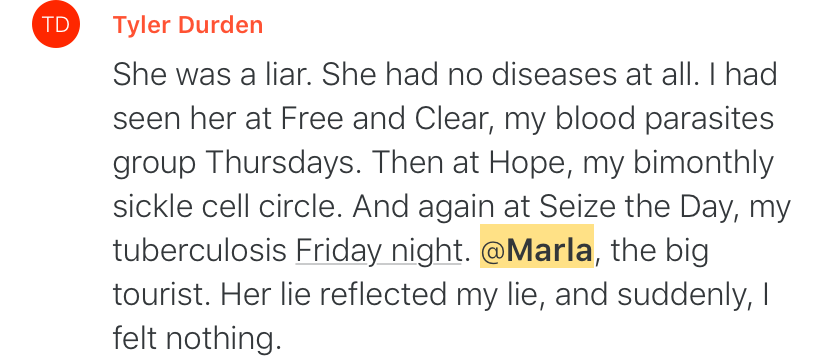 TD
Tyler Durden
She was a liar. She had no diseases at all. I had
seen her at Free and Clear, my blood parasites
group Thursdays. Then at Hope, my bimonthly
sickle cell circle. And again at Seize the Day, my
tuberculosis Friday night. @Marla, the big
tourist. Her lie reflected my lie, and suddenly, I
felt nothing.